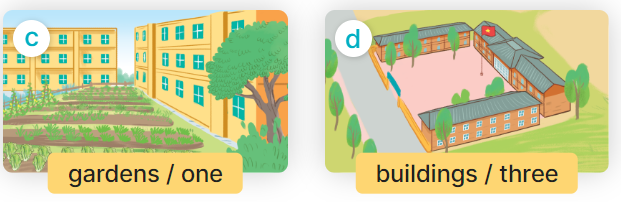 c
gardens / one
d
buildings / three